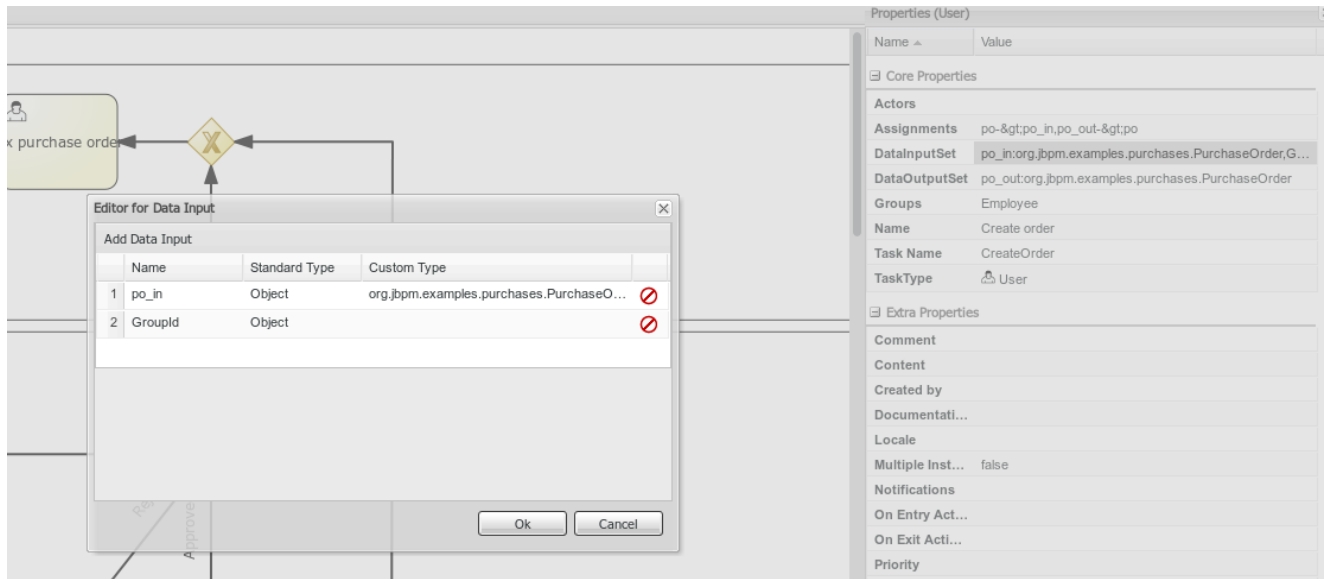 Properties (User)
Name Value
Core Properties
Actors
Assignments po-&gt;po_in,po_out-&gt;po
DataInputSet po_in:org.jbpm.examples.purchases.PurchaseOrder,G...
DataOutputSet po_out:org.jbpm.examples.purchases.PurchaseOrder
Groups Employee
Name Create order
Task Name CreateOrder
TaskType User
Extra Properties
Comment
Content
Created by
Documentati...
Locale
Multiple Inst... false
Notifications
On Entry Act...
On Exit Acti...
Priority
x purchase order
X
Editor for Data Input
Add Data Input
Name Standard Type Custom Type
1 po_in Object org.jbpm.examples.purchases.PurchaseO...
2 GroupId Object
Ok Cancel
Approve